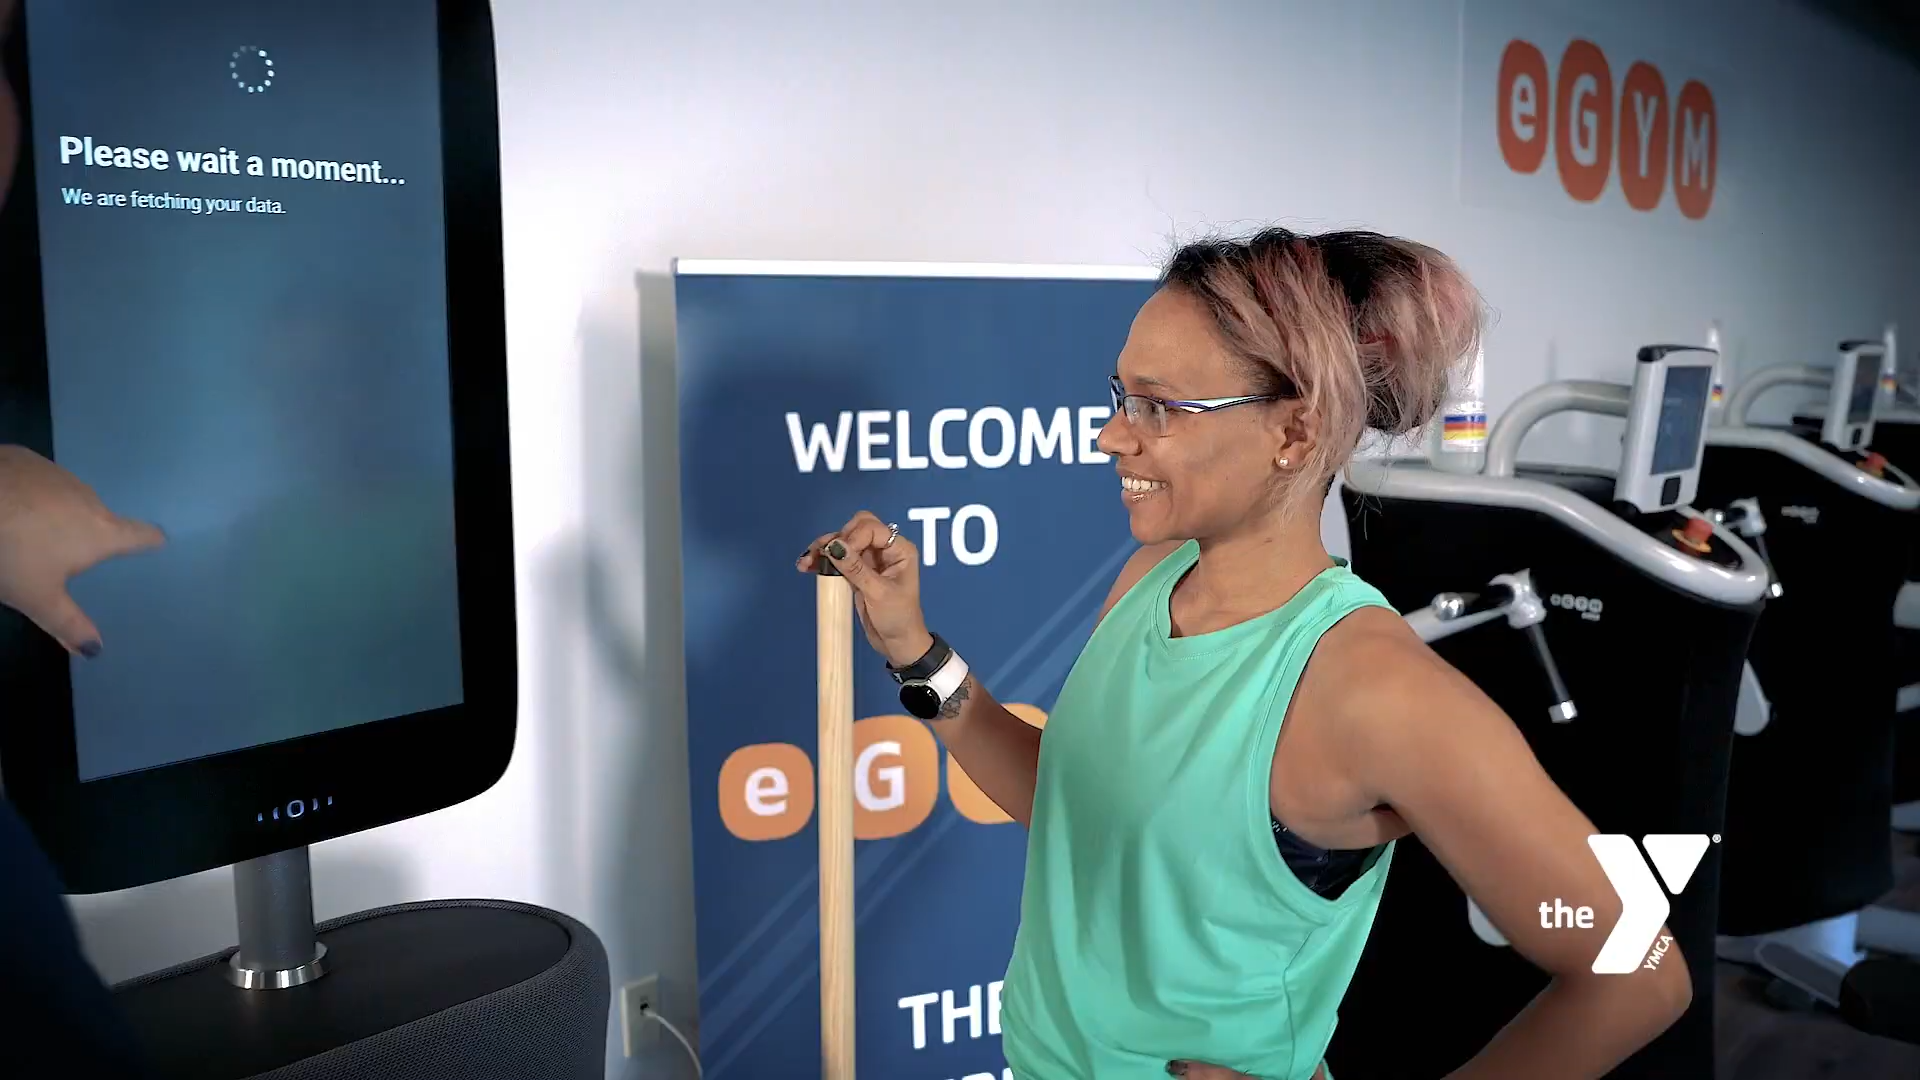 Please wait a moment...
We are fetching your data.
eGYM
WELCOME
TO
eG
THE
the
YMCA